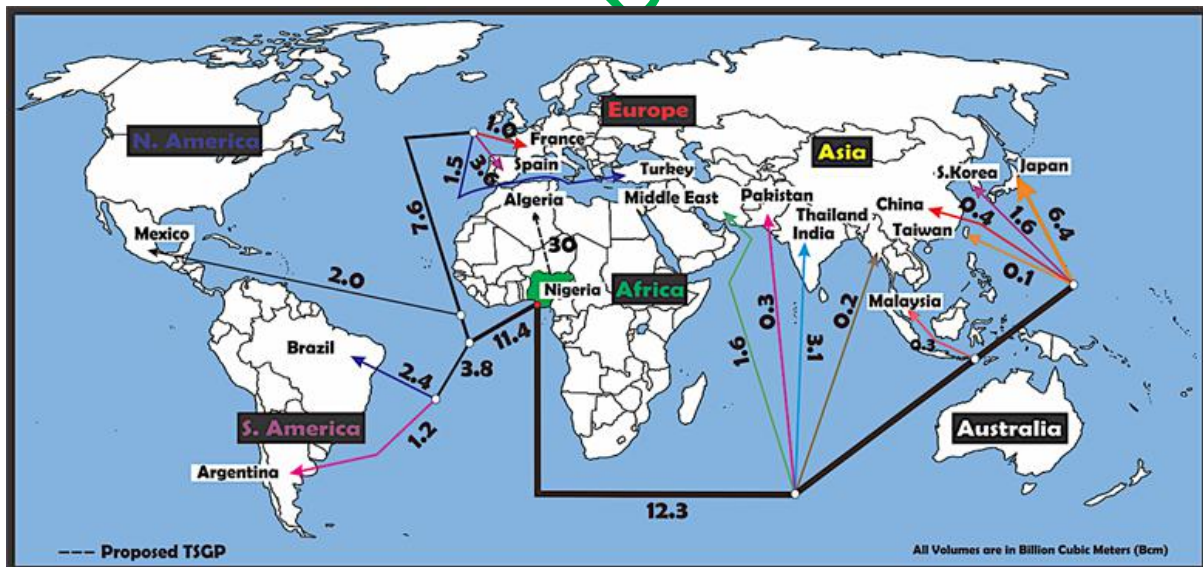 Europe
N. America
1.0
France
Asia
Spain
1.5
3.6
Turkey
S.Korea
Japan
Algeria
Middle East
Pakistan
China
Thailand
India
Taiwan
0.4
1.6
6.4
7.6
Mexico
30
2.0
Nigeria
Africa
0.1
Malaysia
11.4
0.3
0.2
Brazil
3.8
1.6
3.1
0.3
2.4
S. America
1.2
Australia
Argentina
12.3
--- Proposed TSGP
All Volumes are in Billion Cubic Meters (Bcm)